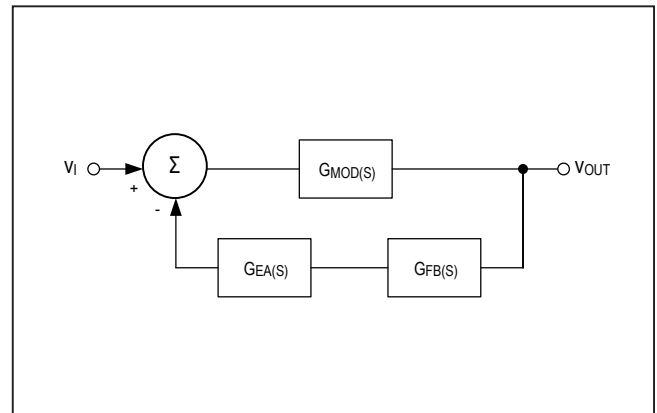 VI
Σ
+
-
GMOD(S)
VOUT
GEA(S)
GFB(S)